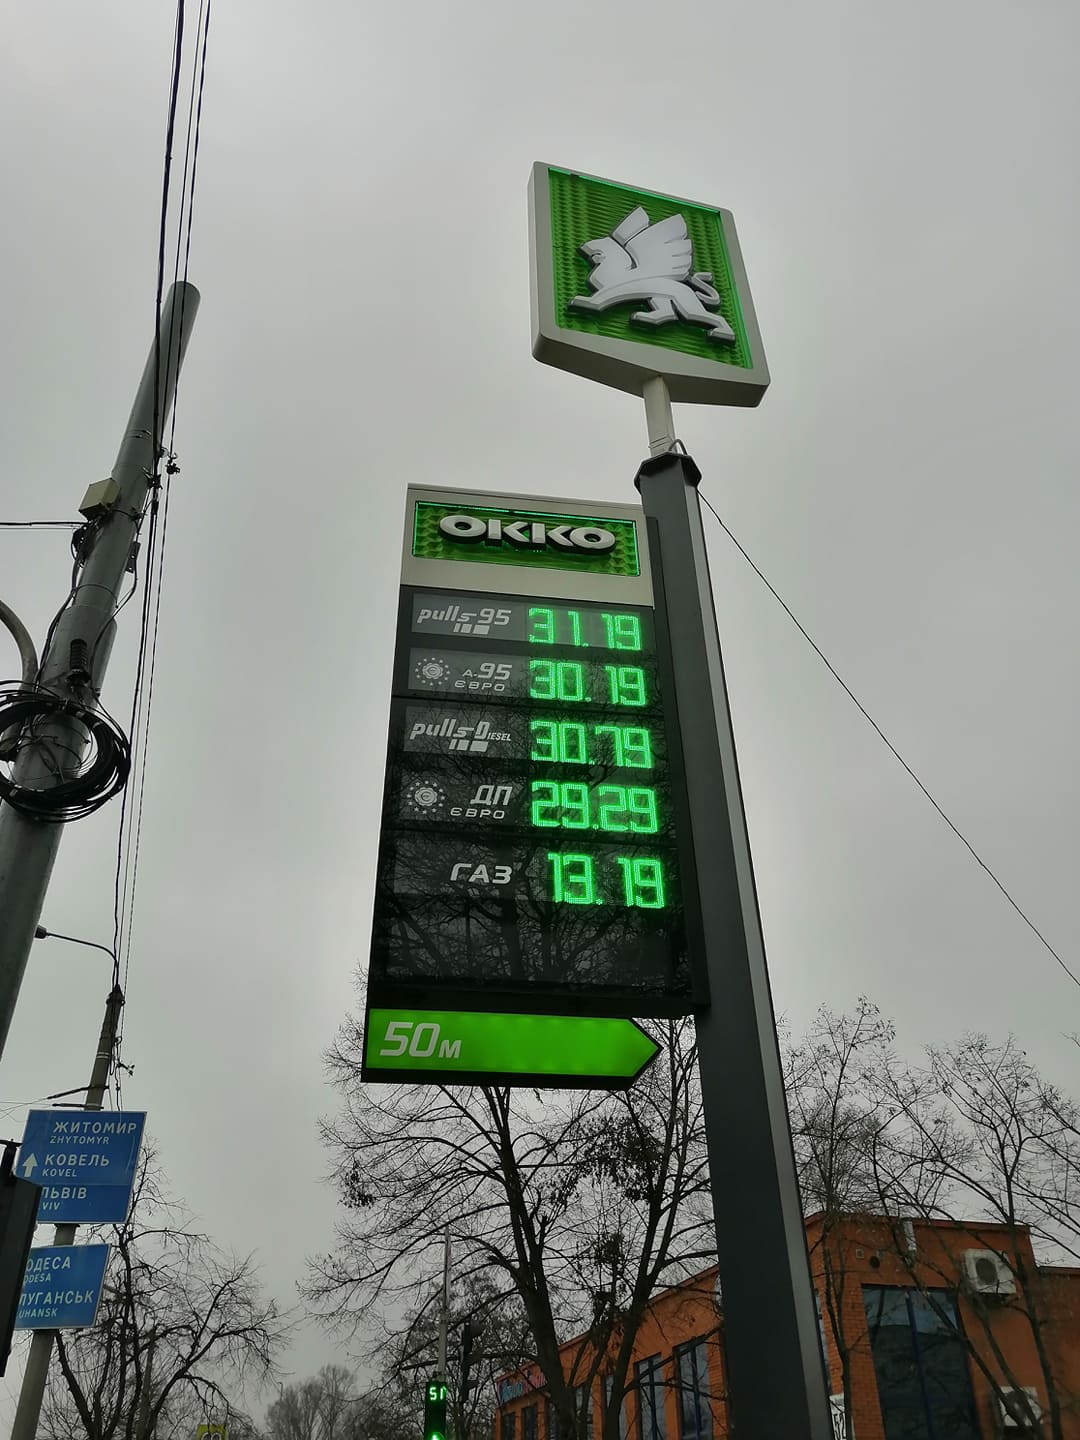 OKKO
pulls 95 31.19
А-95 ЄВРО 30.19
pulls Diesel 30.79
ДП ЄВРО 29.29
ГАЗ 13.19
50м
ЖИТОМИР
ZHYTOMYR
КОВЕЛЬ
KOVEL
ЛЬВІВ
ОДЕСА
ЛУГАНСЬК
51